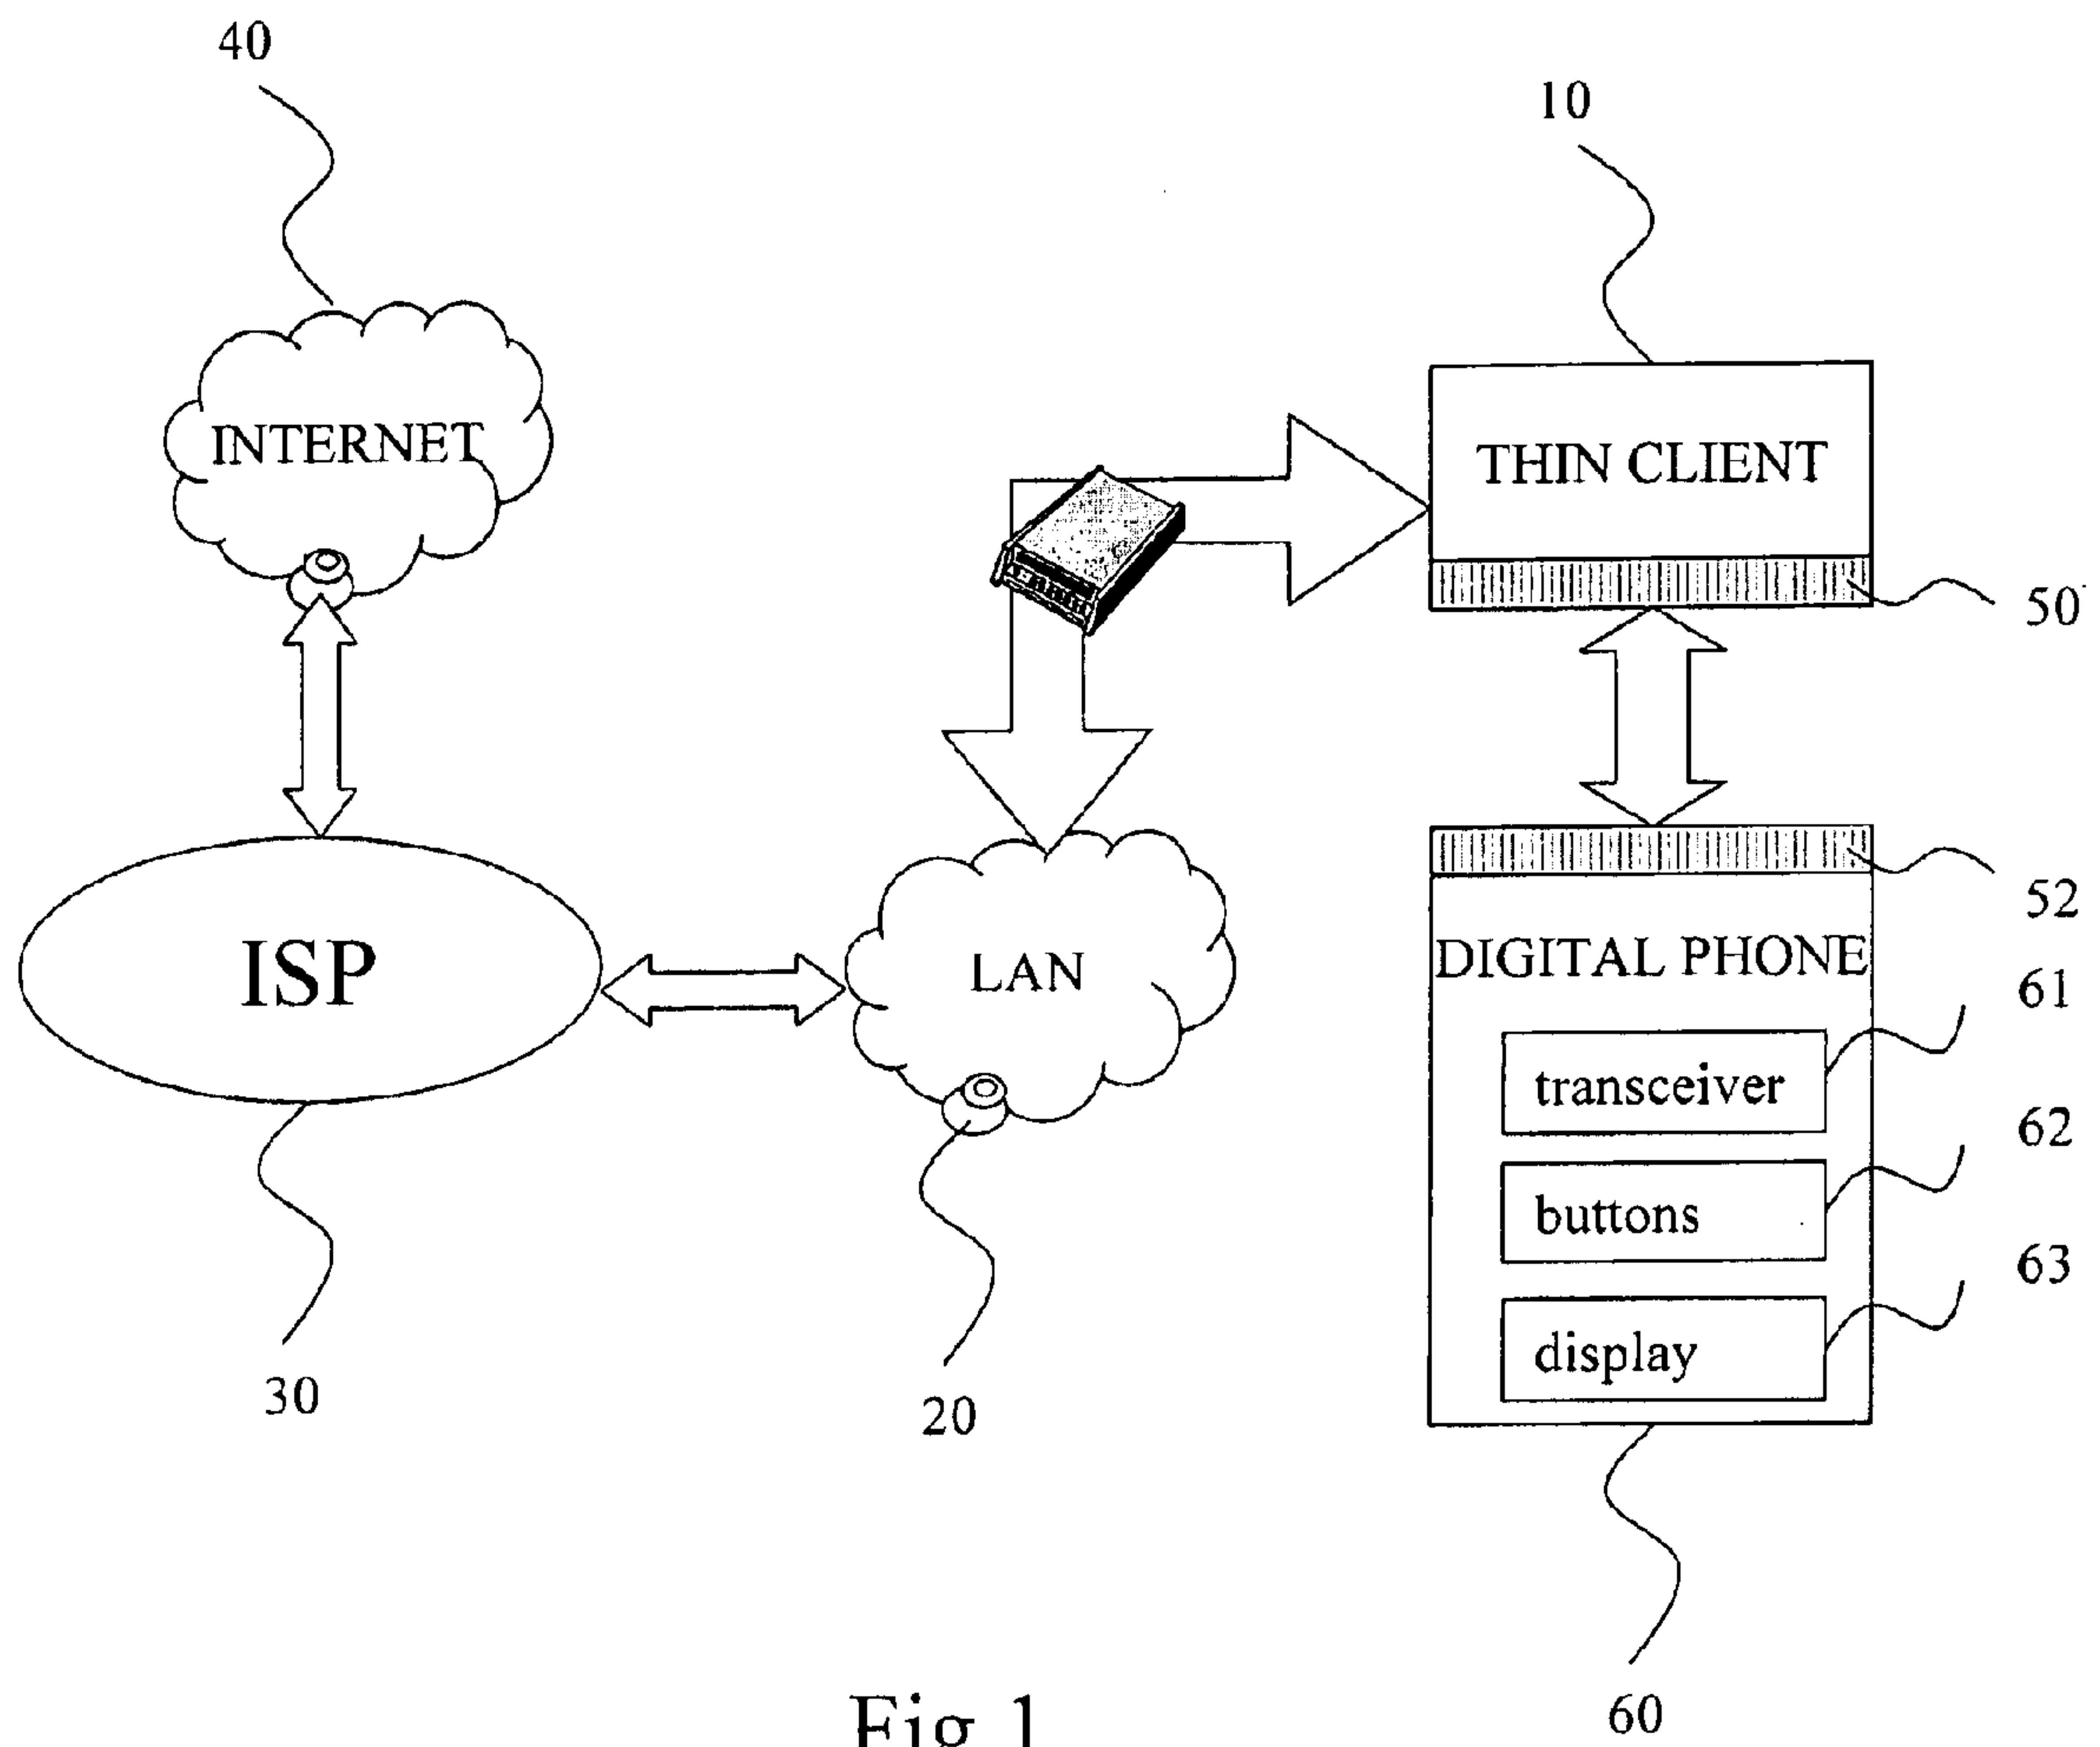 40
10
INTERNET
THIN CLIENT
50
52
DIGITAL PHONE
ISP
LAN
61
transceiver
62
buttons
63
display
30
20
60
Fig 1